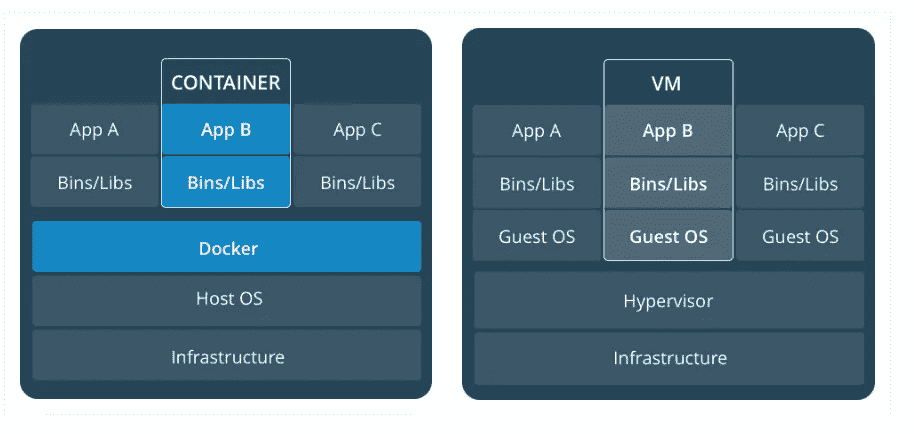 CONTAINER
App A
App B
App C
Bins/Libs
Bins/Libs
Bins/Libs
Docker
Host OS
Infrastructure
VM
App A
App B
App C
Bins/Libs
Bins/Libs
Bins/Libs
Guest OS
Guest OS
Guest OS
Hypervisor
Infrastructure